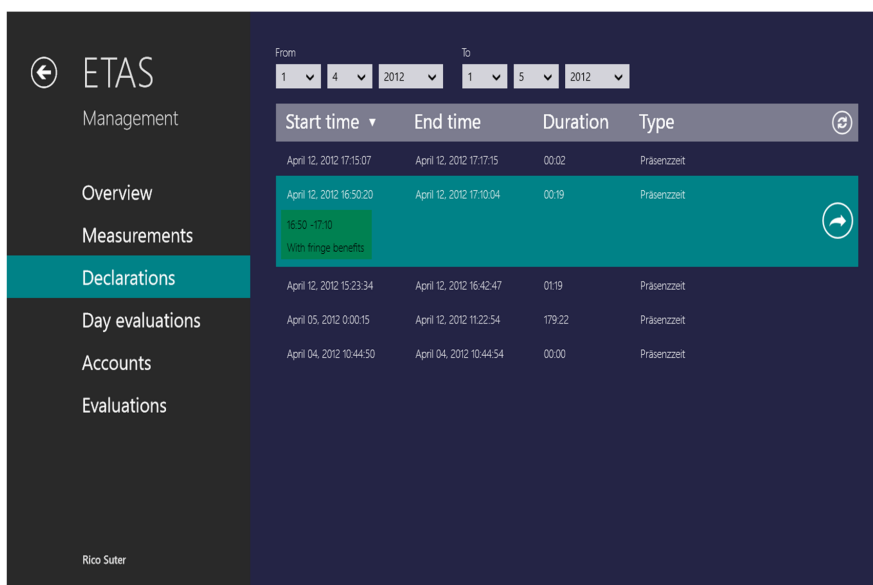 ETAS
Management
Overview
Measurements
Declarations
Day evaluations
Accounts
Evaluations
Rico Suter
From To
1 4 2012 1 5 2012
Start time End time Duration Type
April 12, 2012 17:15:07 April 12, 2012 17:17:15 00:02 Präsenzzeit
April 12, 2012 16:50:20 April 12, 2012 17:10:04 00:19 Präsenzzeit
16:50 -17:10
With fringe benefits
April 12, 2012 15:23:34 April 12, 2012 16:42:47 01:19 Präsenzzeit
April 05, 2012 0:00:15 April 12, 2012 11:22:54 179:22 Präsenzzeit
April 04, 2012 10:44:50 April 04, 2012 10:44:54 00:00 Präsenzzeit